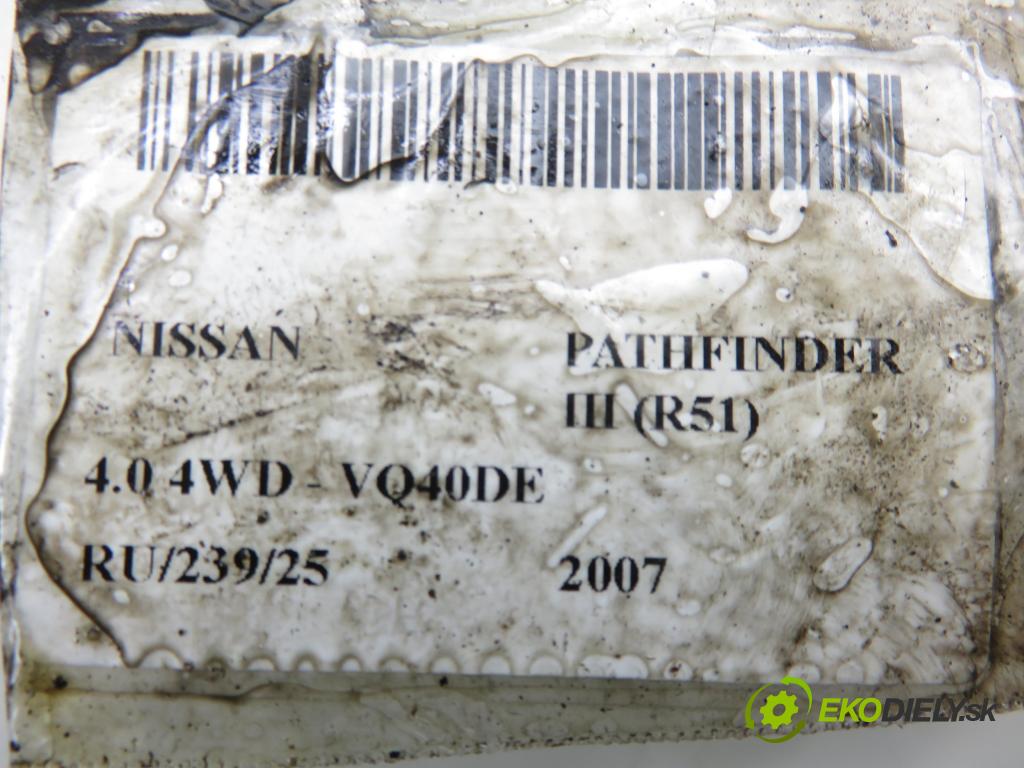 NISSAN PATHFINDER
III (R51)
4.0 4WD - VQ40DE
RU/239/25 2007
EKODIELY.sk